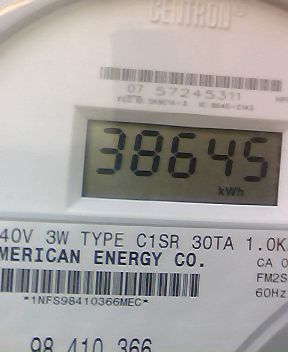 CENTRON®
07 57245311
38645
kWh
40V 3W TYPE C1SR 30TA 1.0K
MERICAN ENERGY CO.
CA 0
FM2S
*1NFS98410366MEC*
60Hz
98 410 366